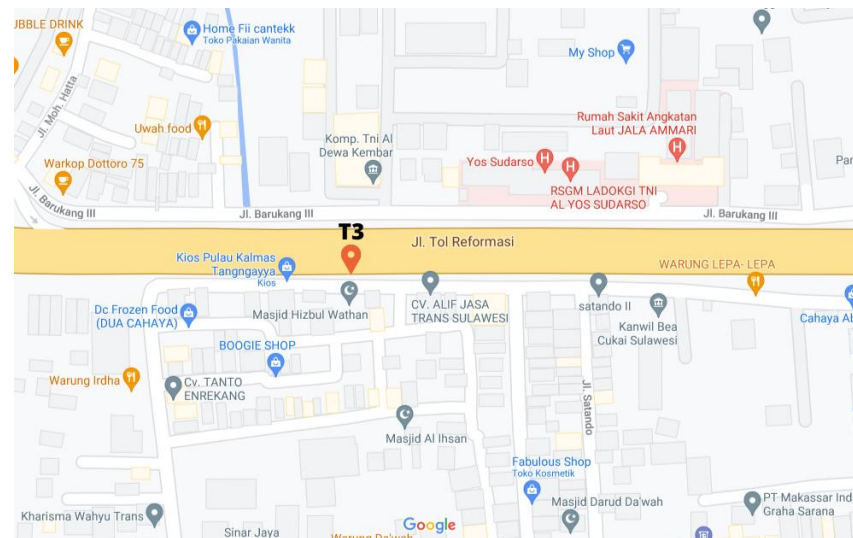 UBBLE DRINK
Home Fii cantekk
Toko Pakaian Wanita
My Shop
Jl. Moh. Hatta
Uwah food
Rumah Sakit Angkatan
Laut JALA AMMARI
Komp. Tni Al
Dewa Kembar
Warkop Dottoro 75
Yos Sudarso
Par
RSGM LADOKGI TNI
AL YOS SUDARSO
Jl. Barukang III
Jl. Barukang III
Jl. Barukang III
T3
Jl. Tol Reformasi
Kios Pulau Kalmas
Tangngayya
Kios
WARUNG LEPA- LEPA
Dc Frozen Food
(DUA CAHAYA)
Masjid Hizbul Wathan
CV. ALIF JASA
TRANS SULAWESI
satando II
Kanwil Bea
Cukai Sulawesi
Cahaya Ab
BOOGIE SHOP
Warung Irdha
Cv. TANTO
ENREKANG
Jl. Satando
Masjid Al Ihsan
Fabulous Shop
Toko Kosmetik
Masjid Darud Da'wah
PT Makassar Ind
Graha Sarana
Kharisma Wahyu Trans
Google
Sinar Jaya
Warung Da'wah